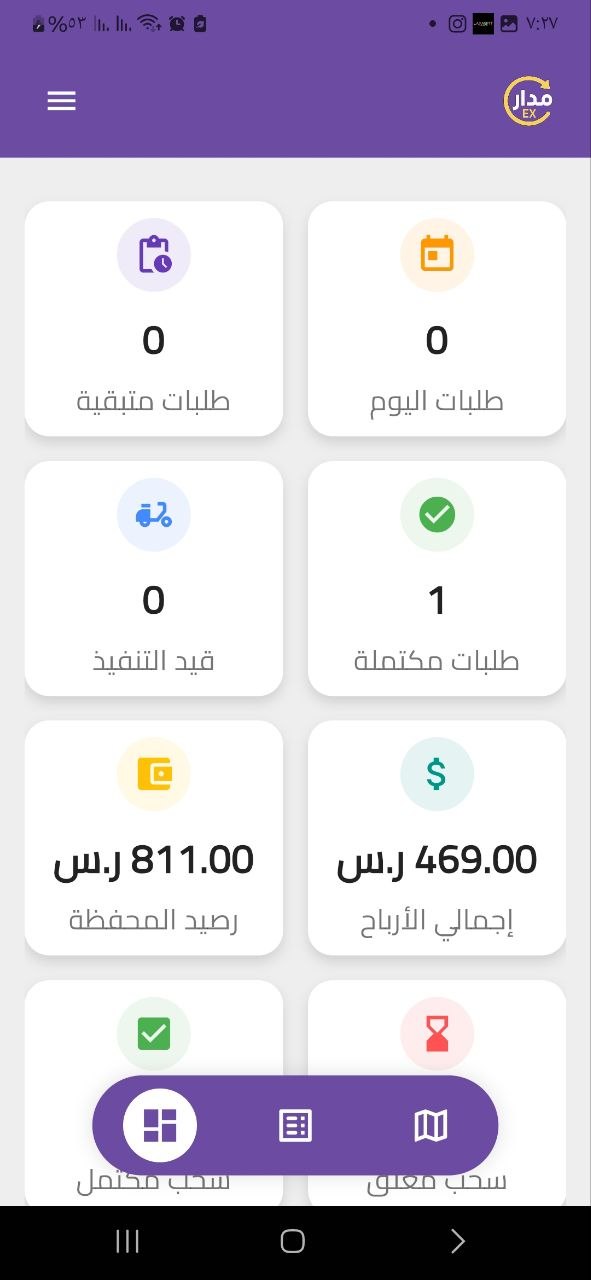 ٧:٢٧
%٥٣
مدار
EX
0
طلبات اليوم
0
طلبات متبقية
1
طلبات مكتملة
0
قيد التنفيذ
469.00 ر.س
إجمالي الأرباح
811.00 ر.س
رصيد المحفظة
سحب معلق
سحب مكتمل